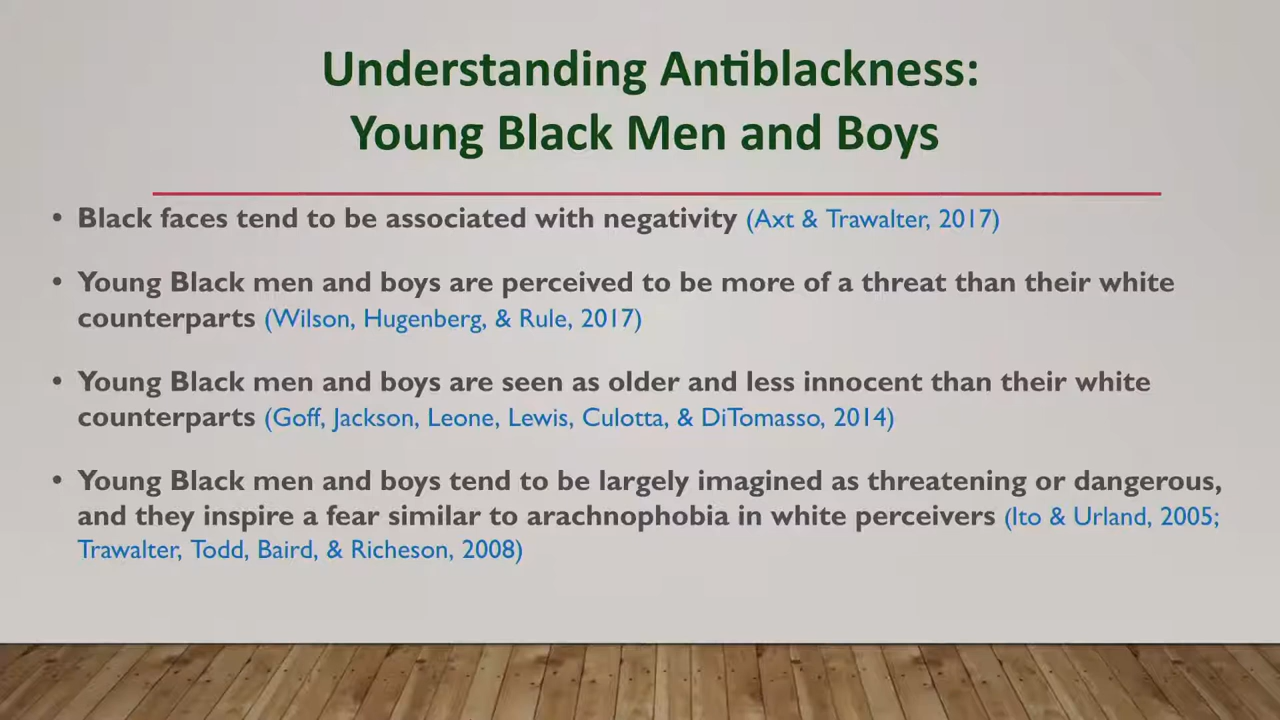 Understanding Antiblackness:
Young Black Men and Boys
• Black faces tend to be associated with negativity (Axt & Trawalter, 2017)
• Young Black men and boys are perceived to be more of a threat than their white
counterparts (Wilson, Hugenberg, & Rule, 2017)
• Young Black men and boys are seen as older and less innocent than their white
counterparts (Goff, Jackson, Leone, Lewis, Culotta, & DiTomasso, 2014)
• Young Black men and boys tend to be largely imagined as threatening or dangerous,
and they inspire a fear similar to arachnophobia in white perceivers (Ito & Urland, 2005;
Trawalter, Todd, Baird, & Richeson, 2008)